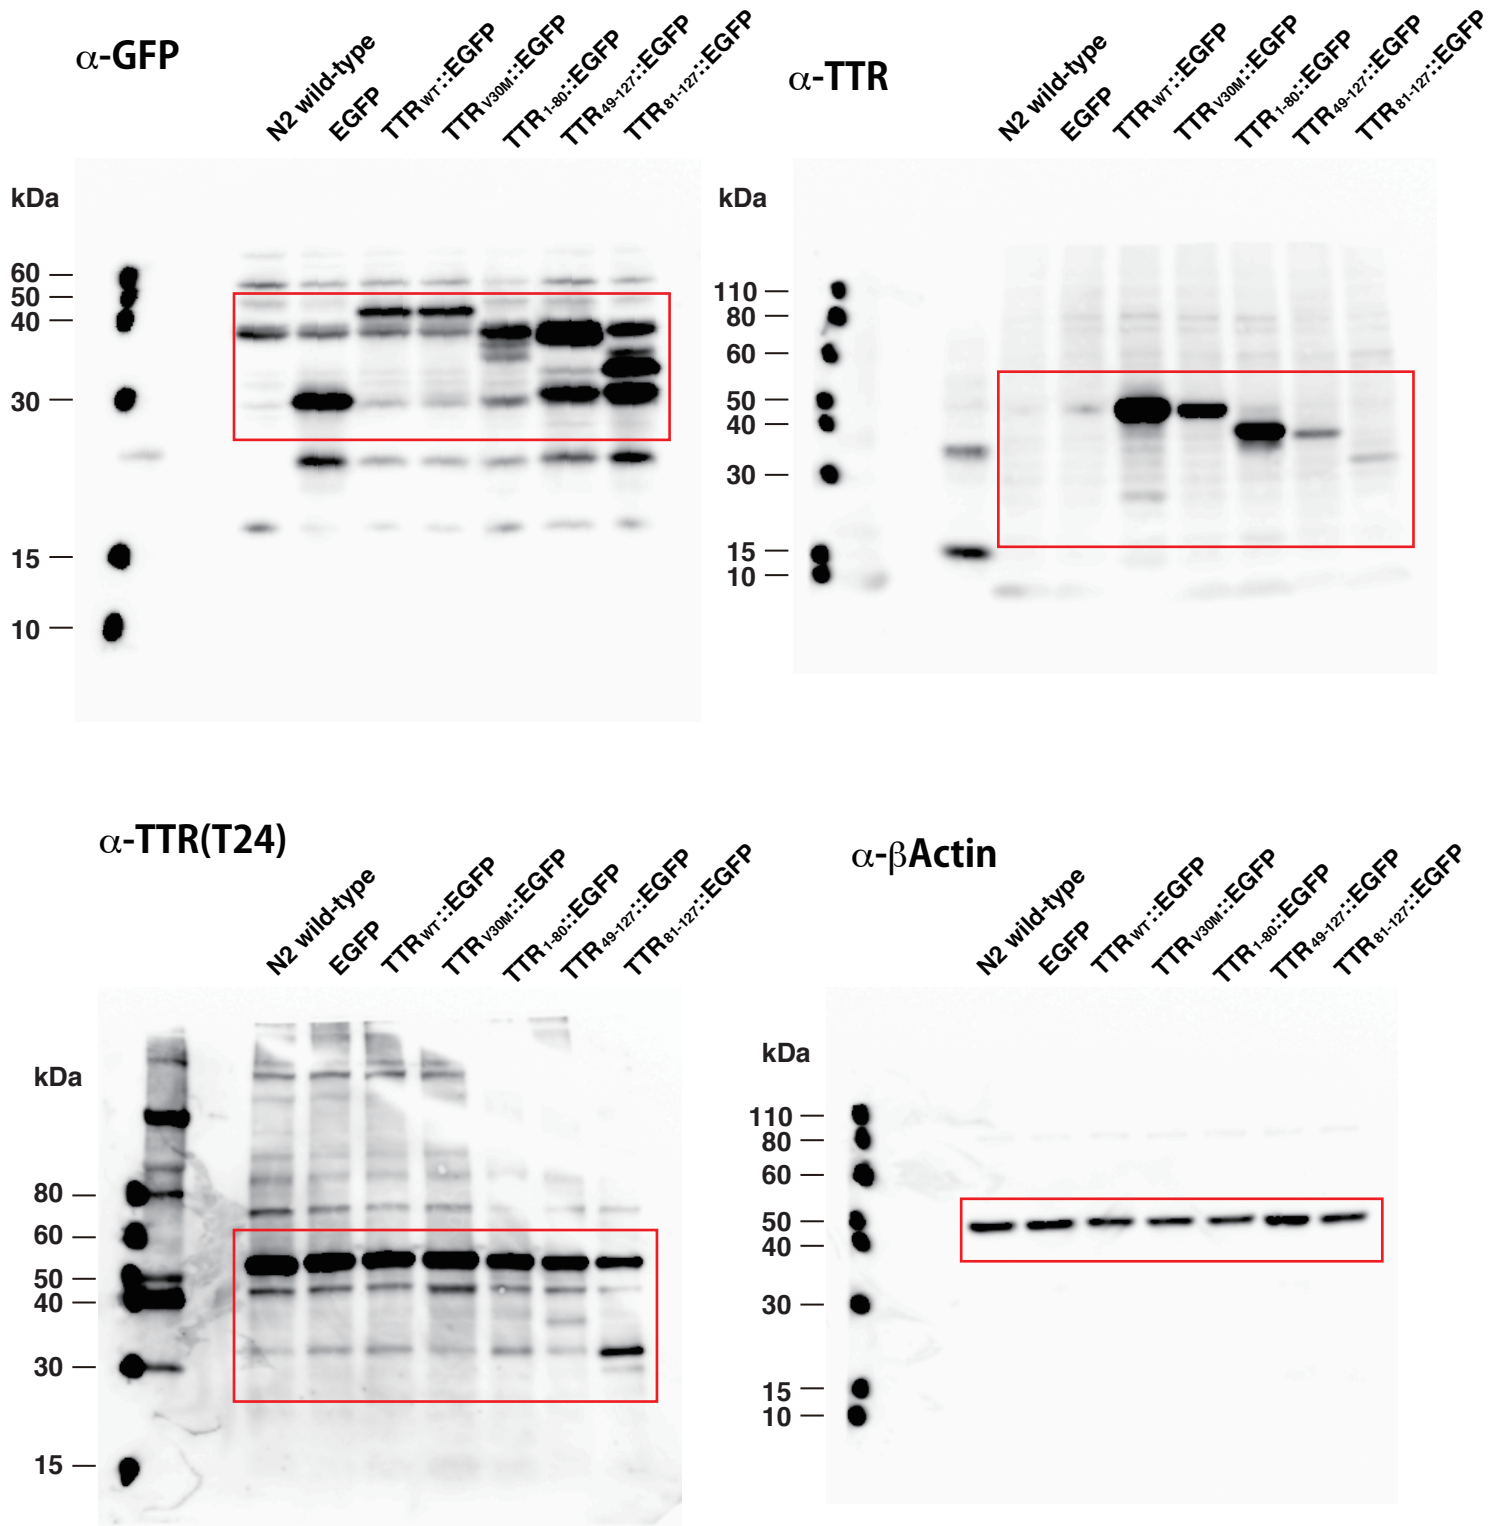 α-GFP
N2 wild-type
EGFP
TTRWT::EGFP
TTRV30M::EGFP
TTR1-80::EGFP
TTR49-127::EGFP
TTR81-127::EGFP
kDa
60
50
40
30
15
10
α-TTR
N2 wild-type
EGFP
TTRWT::EGFP
TTRV30M::EGFP
TTR1-80::EGFP
TTR49-127::EGFP
TTR81-127::EGFP
kDa
110
80
60
50
40
30
15
10
α-TTR(T24)
N2 wild-type
EGFP
TTRWT::EGFP
TTRV30M::EGFP
TTR1-80::EGFP
TTR49-127::EGFP
TTR81-127::EGFP
kDa
80
60
50
40
30
15
α-βActin
N2 wild-type
EGFP
TTRWT::EGFP
TTRV30M::EGFP
TTR1-80::EGFP
TTR49-127::EGFP
TTR81-127::EGFP
kDa
110
80
60
50
40
30
15
10